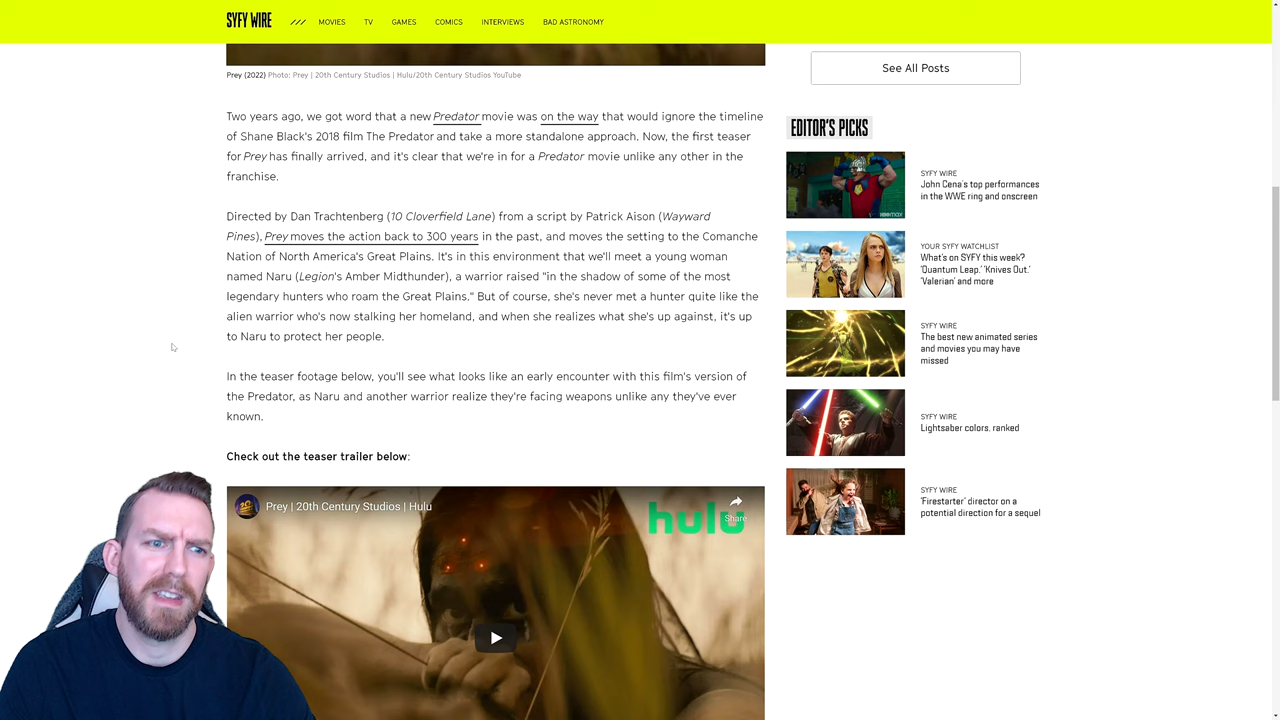 SYFY WIRE
MOVIES TV GAMES COMICS INTERVIEWS BAD ASTRONOMY
Prey (2022) Photo: Prey | 20th Century Studios | Hulu/20th Century Studios YouTube
Two years ago, we got word that a new Predator movie was on the way that would ignore the timeline
of Shane Black's 2018 film The Predator and take a more standalone approach. Now, the first teaser
for Prey has finally arrived, and it's clear that we're in for a Predator movie unlike any other in the
franchise.
Directed by Dan Trachtenberg (10 Cloverfield Lane) from a script by Patrick Aison (Wayward
Pines), Prey moves the action back to 300 years in the past, and moves the setting to the Comanche
Nation of North America's Great Plains. It's in this environment that we'll meet a young woman
named Naru (Legion's Amber Midthunder), a warrior raised "in the shadow of some of the most
legendary hunters who roam the Great Plains." But of course, she's never met a hunter quite like the
alien warrior who's now stalking her homeland, and when she realizes what she's up against, it's up
to Naru to protect her people.
In the teaser footage below, you'll see what looks like an early encounter with this film's version of
the Predator, as Naru and another warrior realize they're facing weapons unlike any they've ever
known.
Check out the teaser trailer below:
Prey | 20th Century Studios | Hulu
hulu
Share
See All Posts
EDITOR'S PICKS
HBOMAX
SYFY WIRE
John Cena's top performances
in the WWE ring and onscreen
YOUR SYFY WATCHLIST
What's on SYFY this week?
'Quantum Leap,' 'Knives Out,'
'Valerian' and more
SYFY WIRE
The best new animated series
and movies you may have
missed
SYFY WIRE
Lightsaber colors, ranked
SYFY WIRE
'Firestarter' director on a
potential direction for a sequel